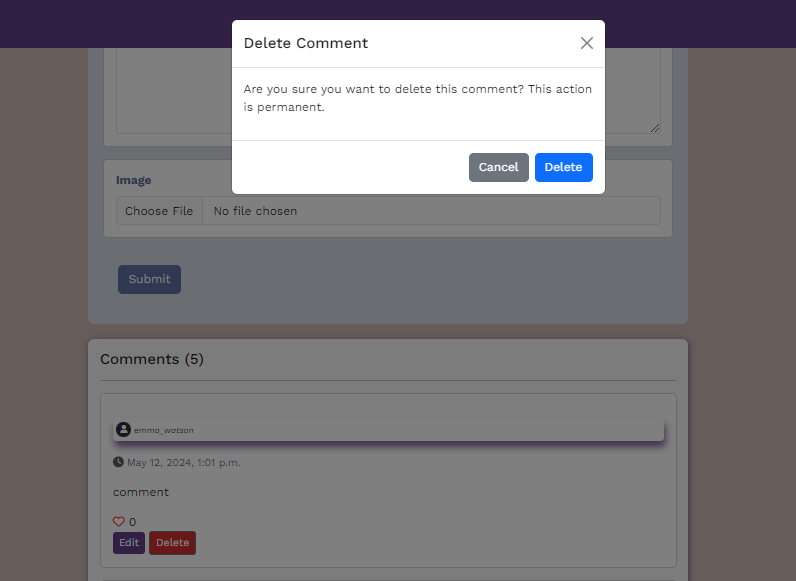 Delete Comment
Are you sure you want to delete this comment? This action
is permanent.
Cancel Delete
Image
Choose File No file chosen
Submit
Comments (5)
emma_watson
May 12, 2024, 1:01 p.m.
comment
0
Edit Delete